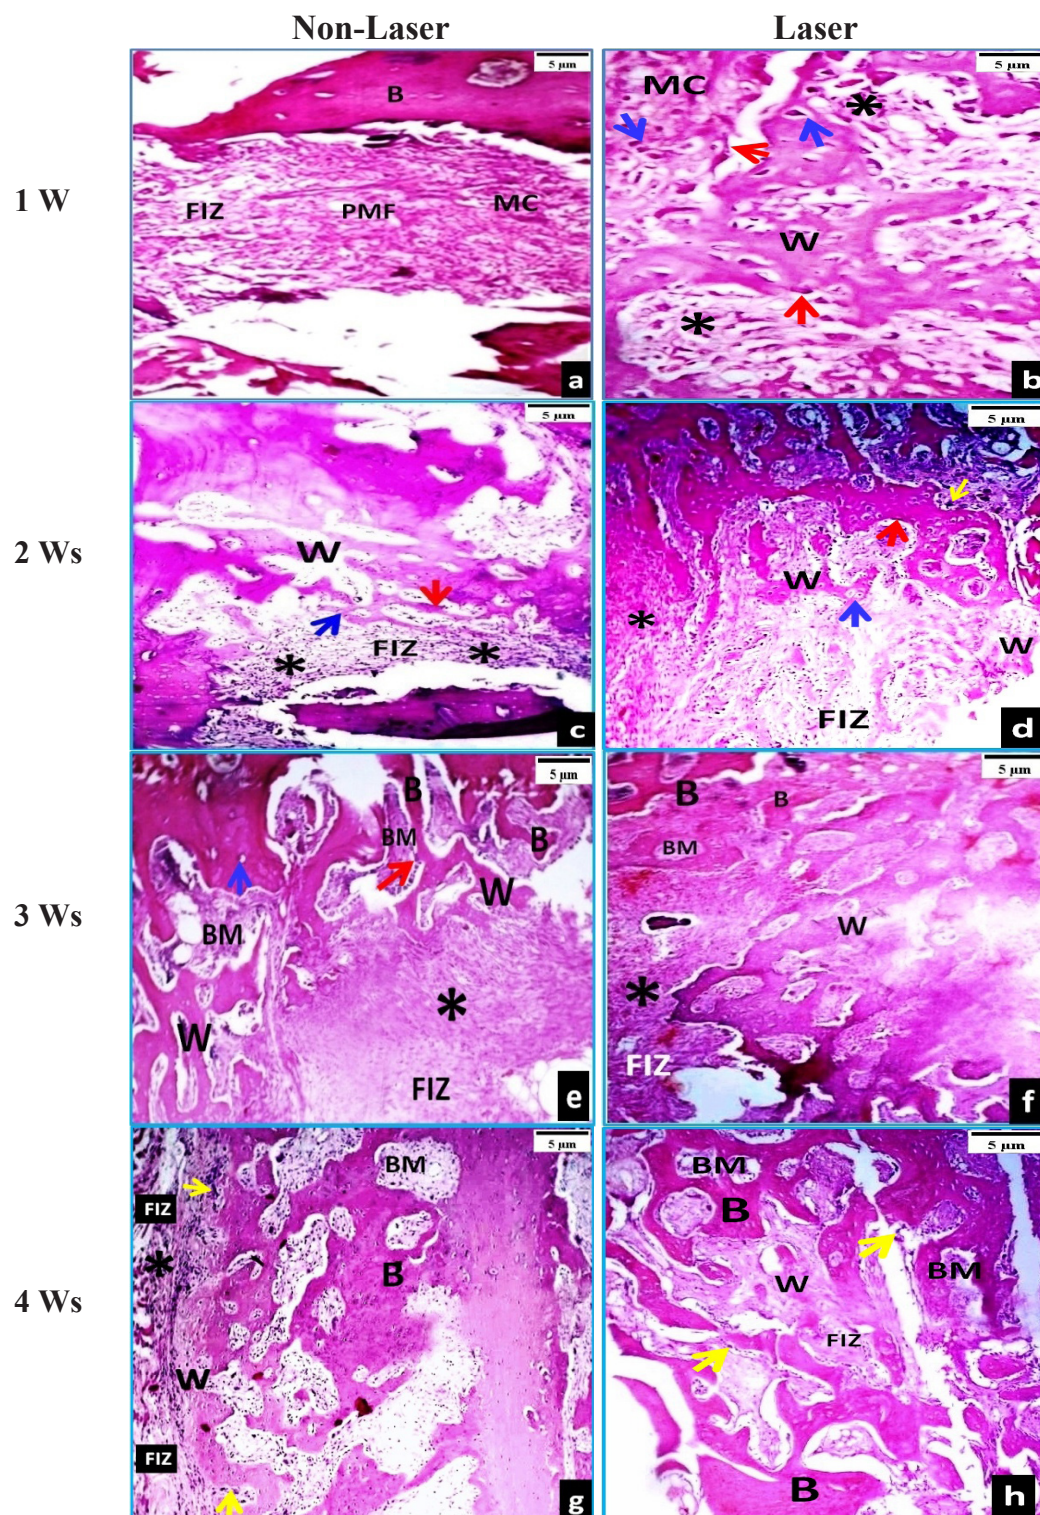 Non-Laser Laser
1 W
5 µm
B
FIZ PMF MC
a
5 µm
MC *
W
*
b
2 Ws
5 µm
W
FIZ
* *
c
5 µm
W
*
W
FIZ
d
3 Ws
5 µm
B
BM B
W
BM
*
W
FIZ
e
5 µm
B B
BM
W
*
FIZ
f
4 Ws
5 µm
BM
FIZ
*
B
W
FIZ
g
5 µm
BM
B
BM
W
FIZ
B
h